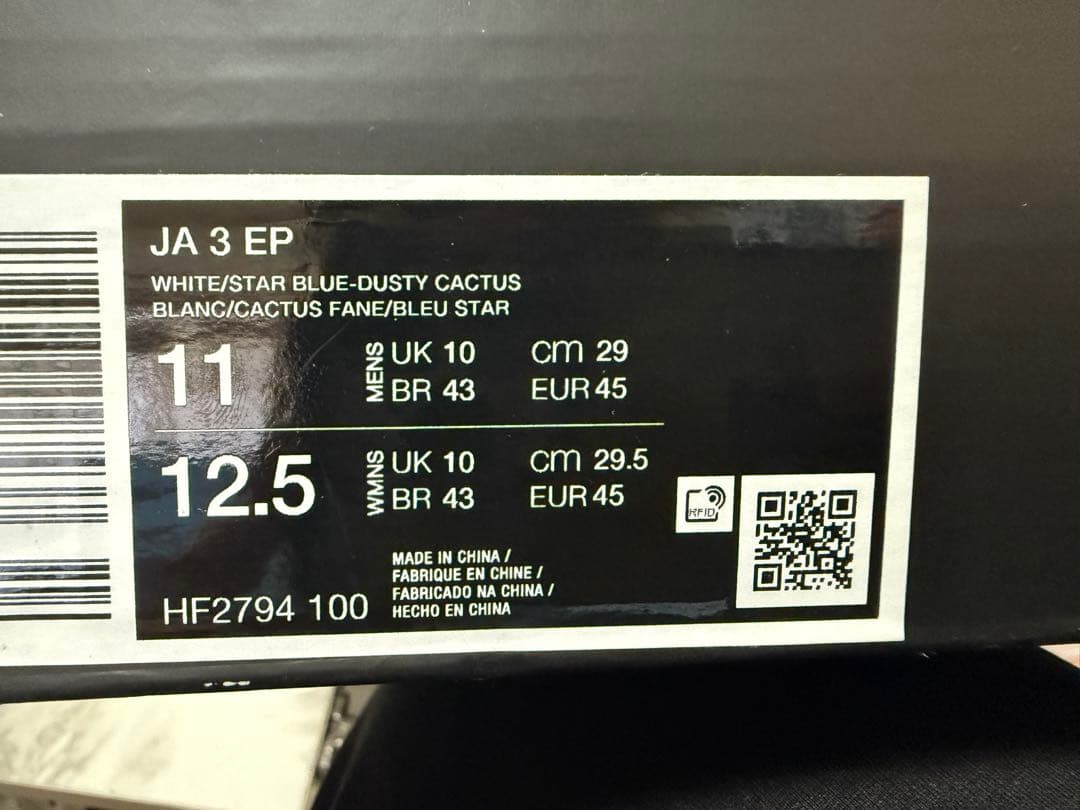 JA 3 EP
WHITE/STAR BLUE-DUSTY CACTUS
BLANC/CACTUS FANE/BLEU STAR
11 MENS UK 10 cm 29
BR 43 EUR 45
12.5 WMNS UK 10 cm 29.5
BR 43 EUR 45
RFID
MADE IN CHINA /
FABRIQUE EN CHINE /
FABRICADO NA CHINA /
HECHO EN CHINA
HF2794 100